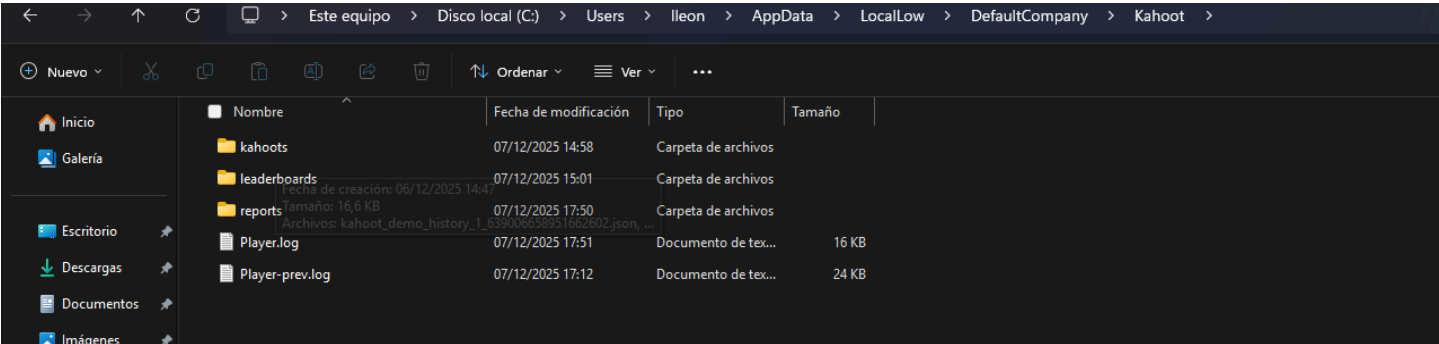 Este equipo > Disco local (C:) > Users > lleon > AppData > LocalLow > DefaultCompany > Kahoot >
Nuevo Ordenar Ver ...
Inicio
Galería
Escritorio
Descargas
Documentos
Imágenes
Nombre Fecha de modificación Tipo Tamaño
kahoots 07/12/2025 14:58 Carpeta de archivos
leaderboards 07/12/2025 15:01 Carpeta de archivos
Fecha de creación: 06/12/2025 14:47
Tamaño: 16,6 KB
Archivos: kahoot_demo_history_1_639006658951662602.json, ...
reports 07/12/2025 17:50 Carpeta de archivos
Player.log 07/12/2025 17:51 Documento de tex... 16 KB
Player-prev.log 07/12/2025 17:12 Documento de tex... 24 KB